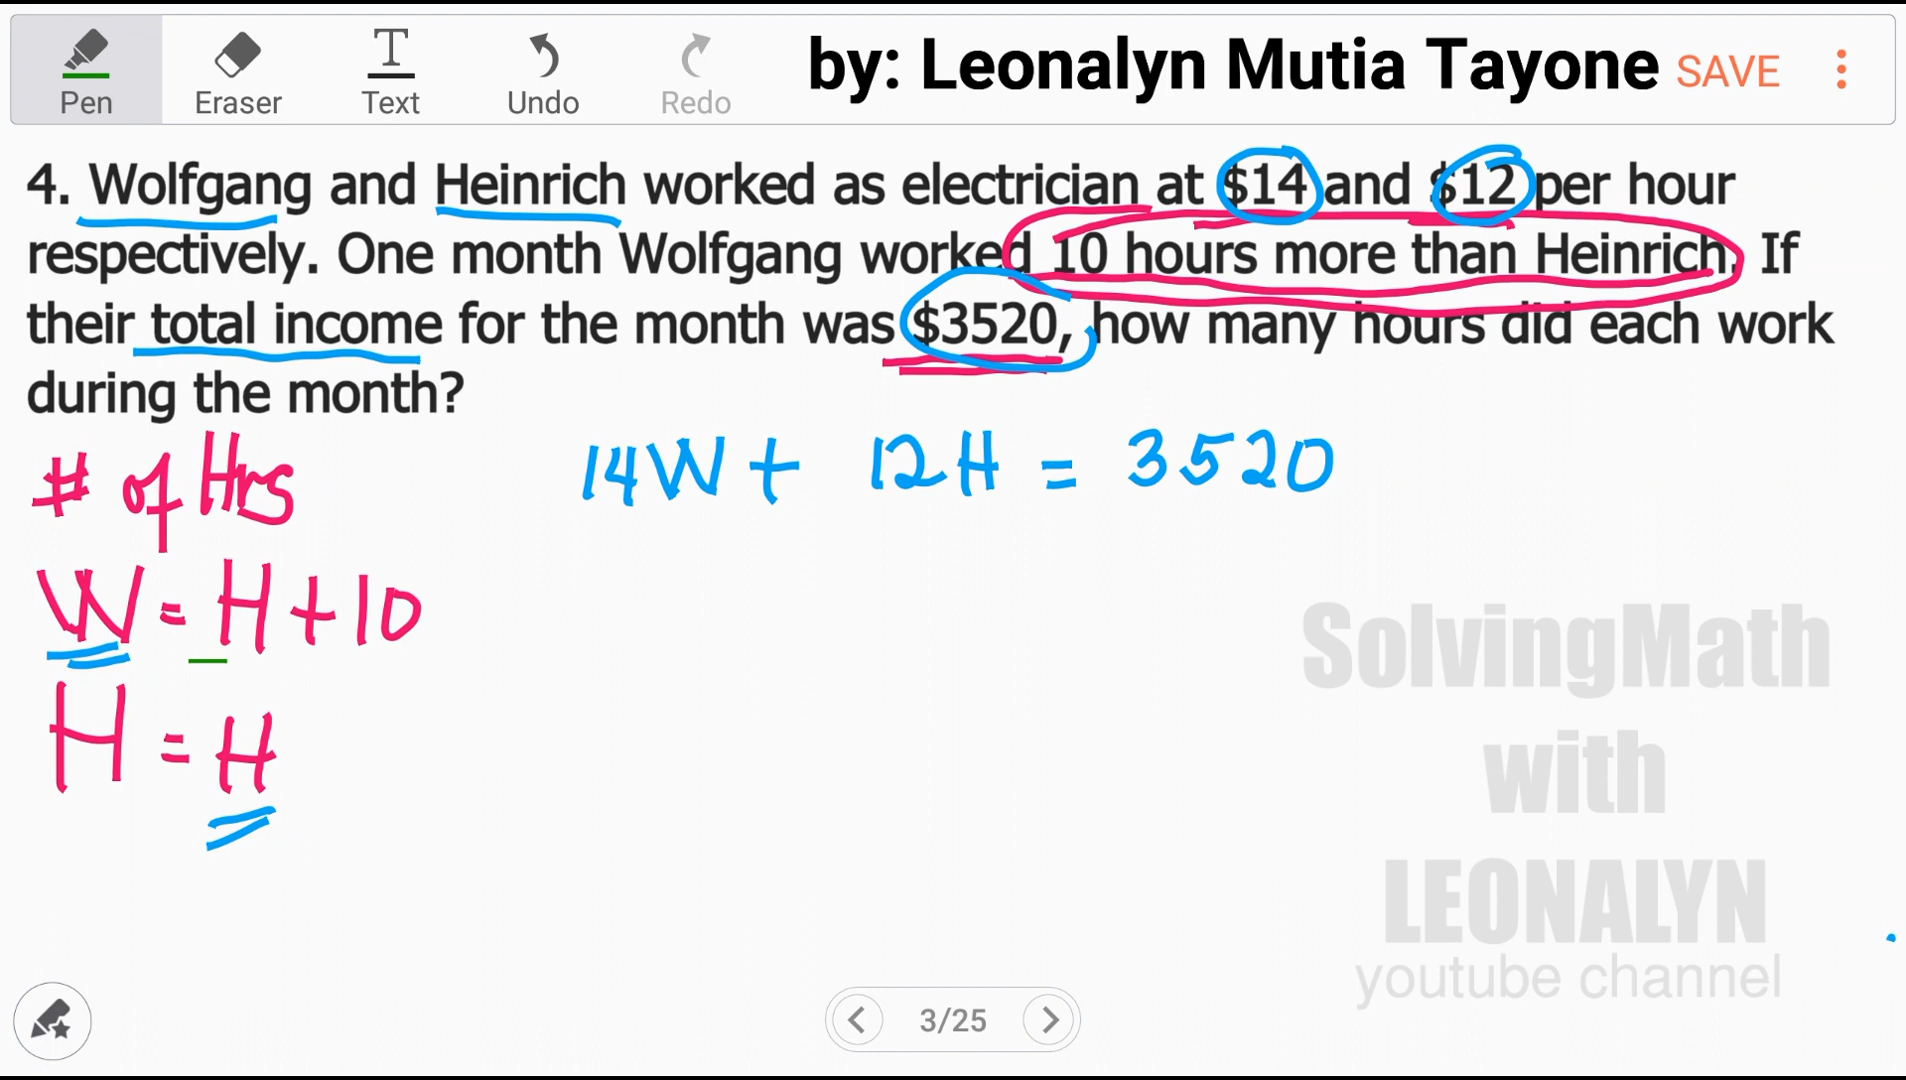 by: Leonalyn Mutia Tayone
SAVE
Pen
Eraser
Text
Undo
Redo
4. Wolfgang and Heinrich worked as electrician at $14 and $12 per hour
respectively. One month Wolfgang worked 10 hours more than Heinrich. If
their total income for the month was $3520, how many hours did each work
during the month?
# of Hrs
14W + 12H = 3520
W = H + 10
H = H
SolvingMath
with
LEONALYN
youtube channel
3/25